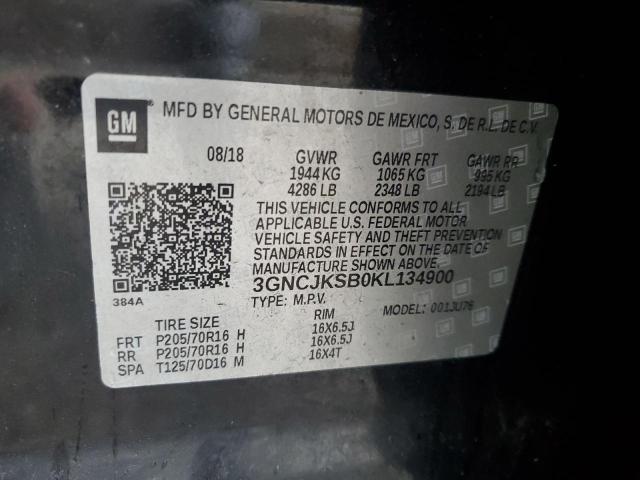 GM
MFD BY GENERAL MOTORS DE MEXICO, S. DE R.L. DE C.V.
08/18 GVWR GAWR FRT GAWR RR
1944 KG 1065 KG 995 KG
4286 LB 2348 LB 2194 LB
THIS VEHICLE CONFORMS TO ALL
APPLICABLE U.S. FEDERAL MOTOR
VEHICLE SAFETY AND THEFT PREVENTION
STANDARDS IN EFFECT ON THE DATE OF
MANUFACTURE SHOWN ABOVE.
3GNCJKSB0KL134900
384A
TYPE: M.P.V. MODEL: 001JU76
TIRE SIZE RIM
FRT P205/70R16 H 16X6.5J
RR P205/70R16 H 16X6.5J
SPA T125/70D16 M 16X4T